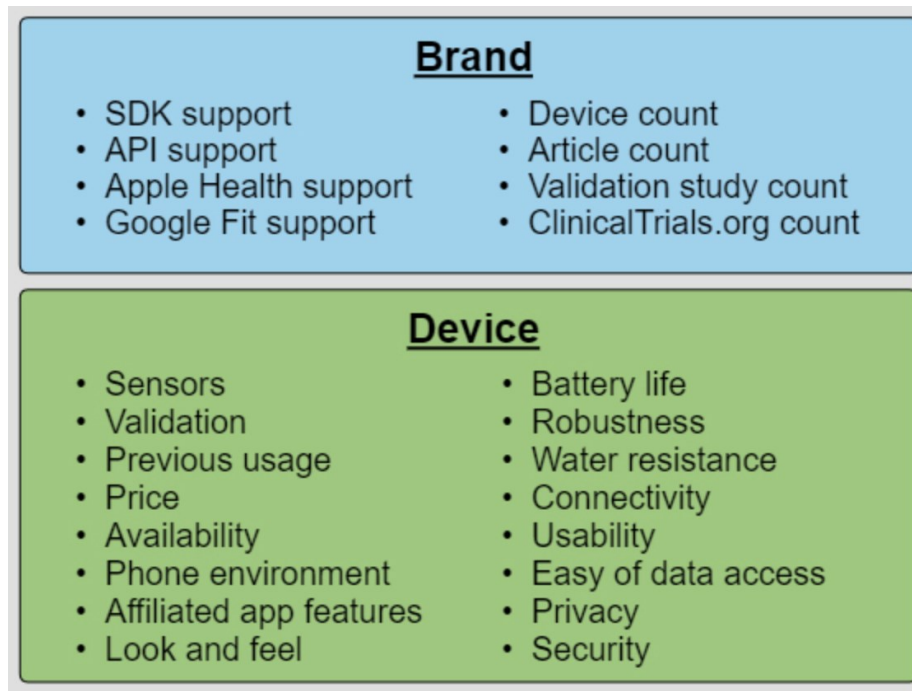 Brand
• SDK support
• API support
• Apple Health support
• Google Fit support
• Device count
• Article count
• Validation study count
• ClinicalTrials.org count
Device
• Sensors
• Validation
• Previous usage
• Price
• Availability
• Phone environment
• Affiliated app features
• Look and feel
• Battery life
• Robustness
• Water resistance
• Connectivity
• Usability
• Easy of data access
• Privacy
• Security